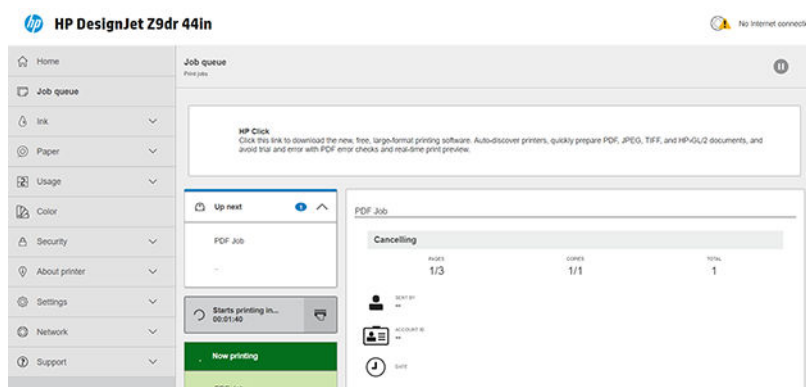 hp
HP DesignJet Z9dr 44in
No Internet connecti
Home
Job queue
Ink
Paper
Usage
Color
Security
About printer
Settings
Network
Support
Job queue
Print jobs
HP Click
Click this link to download the new, free, large-format printing software. Auto-discover printers, quickly prepare PDF, JPEG, TIFF, and HP-GL/2 documents, and
avoid trial and error with PDF error checks and real-time print preview.
Up next
1
PDF Job
--
Starts printing in...
00:01:40
Now printing
PDF Job
PDF Job
Cancelling
PAGES
COPIES
TOTAL
1/3
1/1
1
SENT BY
--
ACCOUNT ID
--
DATE